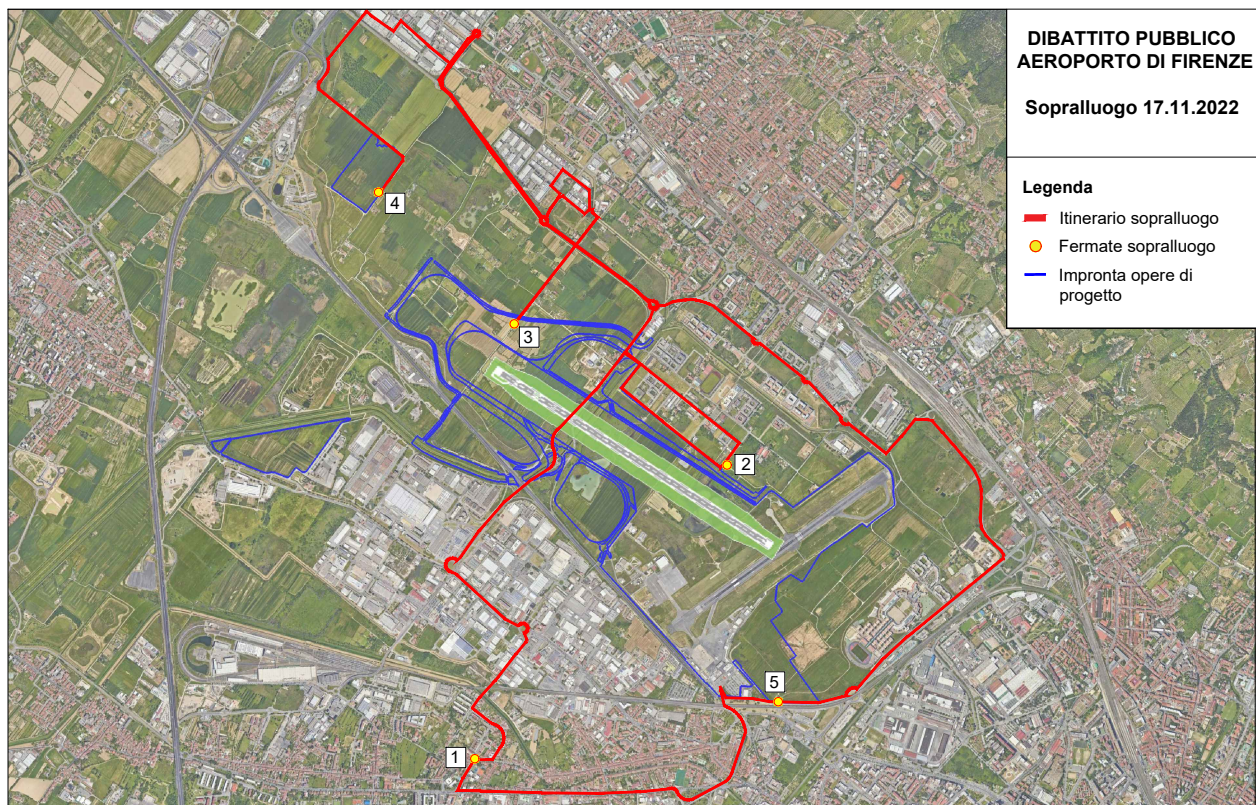 DIBATTITO PUBBLICO
AEROPORTO DI FIRENZE
Sopralluogo 17.11.2022
Legenda
Itinerario sopralluogo
Fermate sopralluogo
Impronta opere di
progetto
4
3
2
5
1